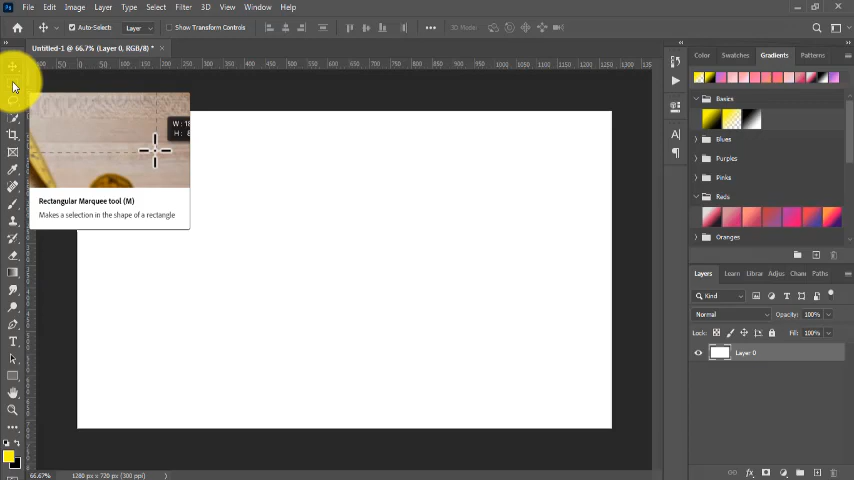 Ps File Edit Image Layer Type Select Filter 3D View Window Help
Auto-Select: Layer Show Transform Controls 3D Mode:
Untitled-1 @ 66.7% (Layer 0, RGB/8) *
Color Swatches Gradients Patterns
Basics
Blues
Purples
Pinks
Reds
Oranges
W: 18
H: 8
Rectangular Marquee tool (M)
Makes a selection in the shape of a rectangle
Layers Learn Librar Adjus Chan Paths
Kind
Normal Opacity: 100%
Lock: Fill: 100%
Layer 0
66.67% 1280 px x 720 px (300 ppi)